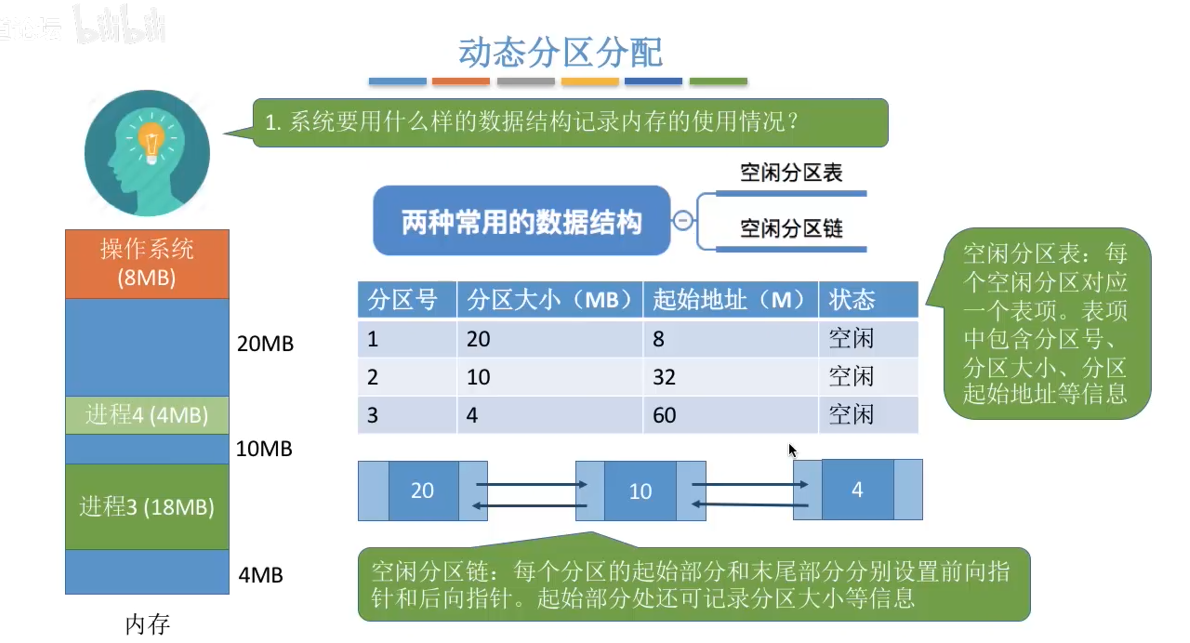 bilibili
动态分区分配
1. 系统要用什么样的数据结构记录内存的使用情况？
两种常用的数据结构
空闲分区表
空闲分区链
操作系统
(8MB)
20MB
进程4 (4MB)
10MB
进程3 (18MB)
4MB
内存
分区号 分区大小（MB） 起始地址（M） 状态
1 20 8 空闲
2 10 32 空闲
3 4 60 空闲
空闲分区表：每
个空闲分区对应
一个表项。表项
中包含分区号、
分区大小、分区
起始地址等信息
20 10 4
空闲分区链：每个分区的起始部分和末尾部分分别设置前向指
针和后向指针。起始部分处还可记录分区大小等信息